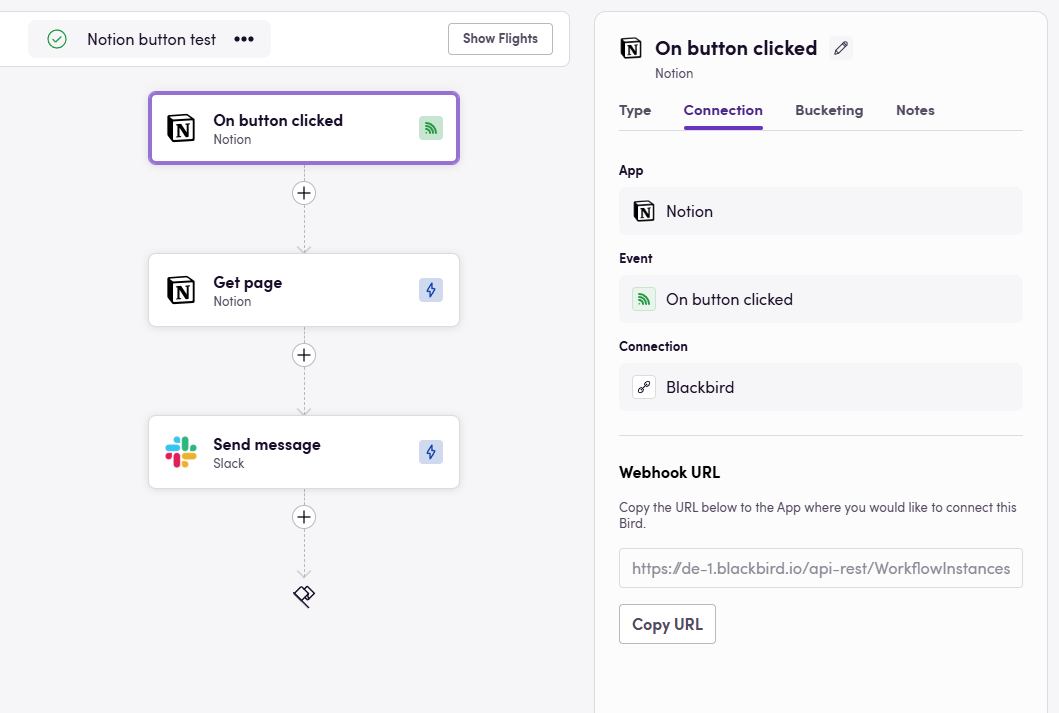 Notion button test
Show Flights
On button clicked
Notion
Get page
Notion
Send message
Slack
On button clicked
Notion
Type Connection Bucketing Notes
App
Notion
Event
On button clicked
Connection
Blackbird
Webhook URL
Copy the URL below to the App where you would like to connect this
Bird.
https://de-1.blackbird.io/api-rest/WorkflowInstances
Copy URL